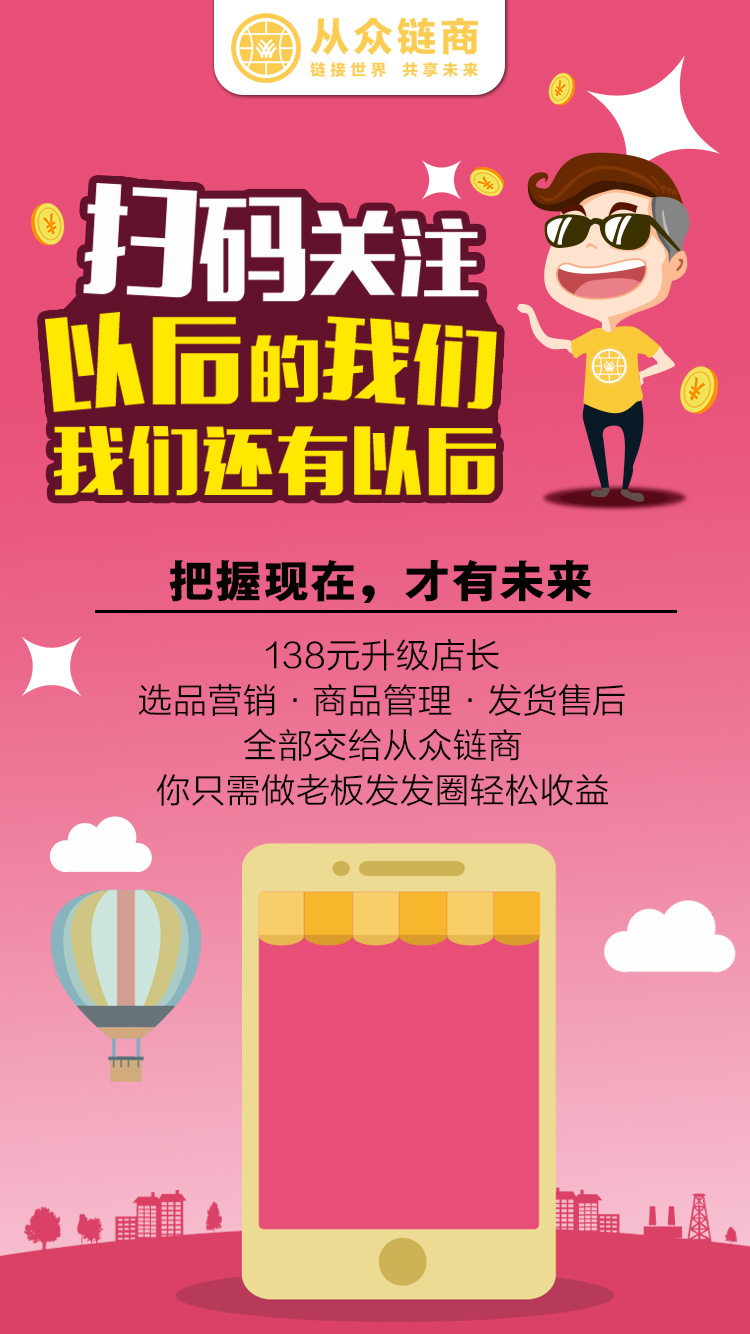 从众链商
链接世界 共享未来
扫码关注
以后的我们
我们还有以后
把握现在，才有未来
138元升级店长
选品营销·商品管理·发货售后
全部交给从众链商
你只需做老板发发圈轻松收益